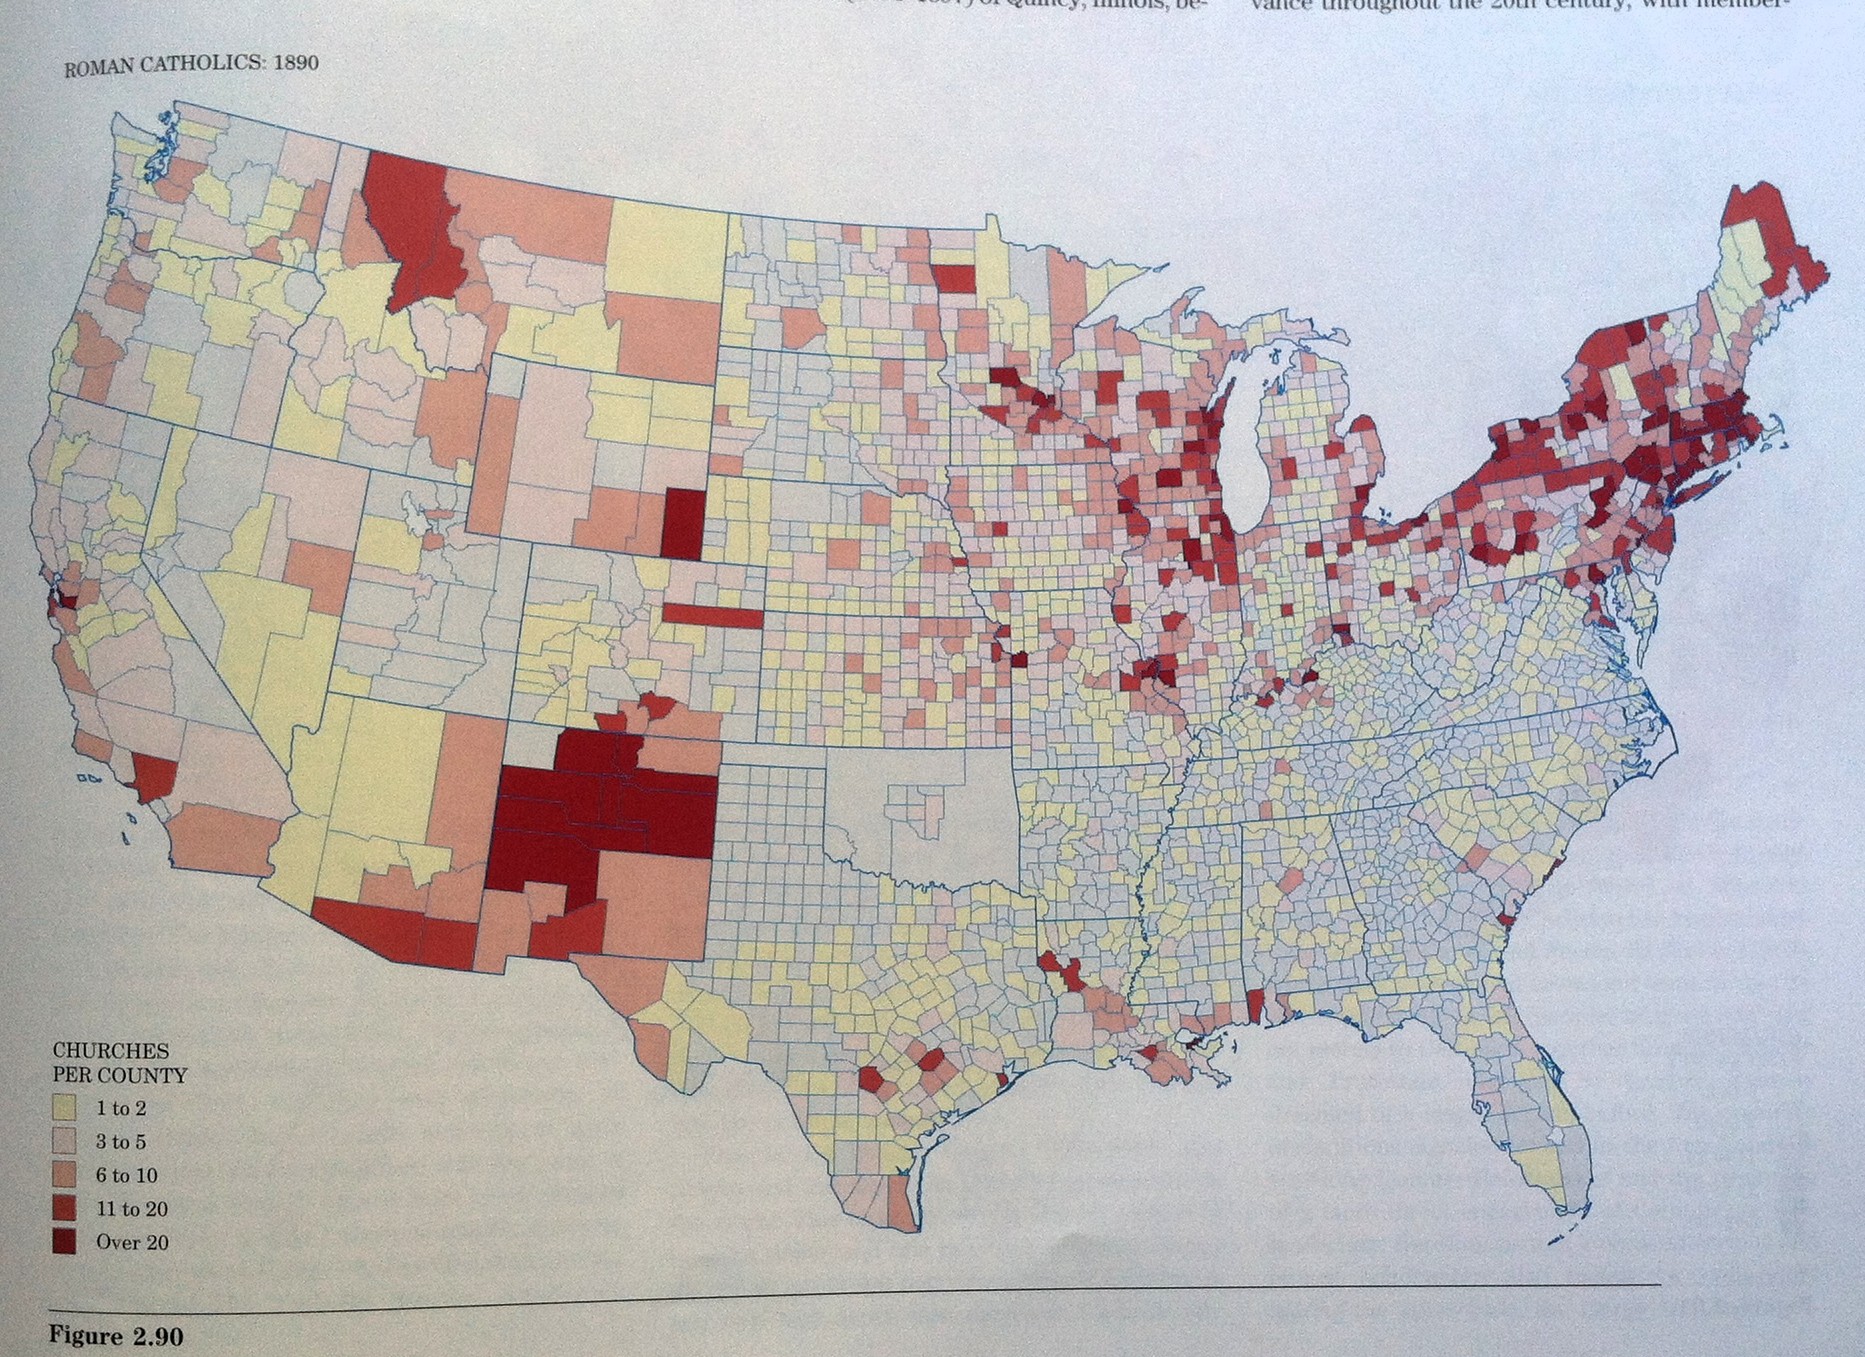 of Quincy, Illinois, be-
vance throughout the 20th century, with member-
ROMAN CATHOLICS: 1890
CHURCHES
PER COUNTY
1 to 2
3 to 5
6 to 10
11 to 20
Over 20
Figure 2.90